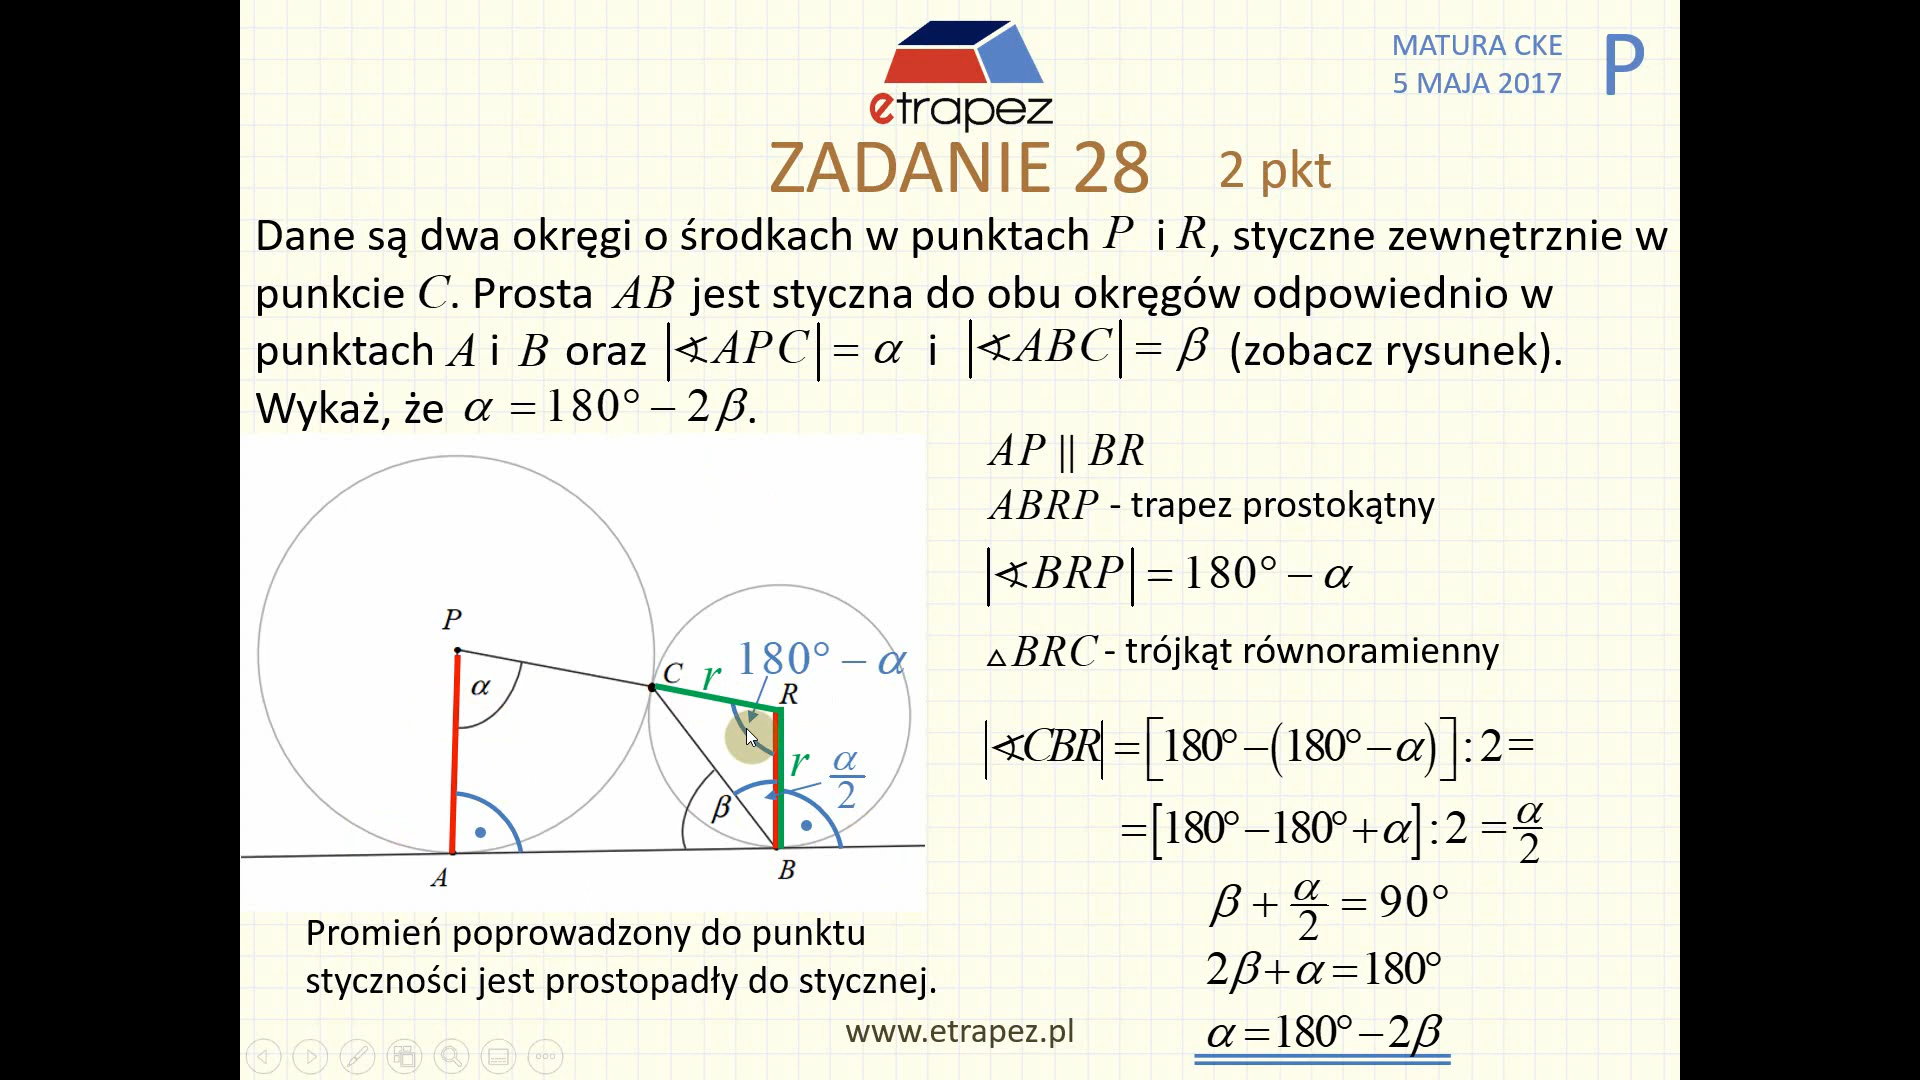 etrapez
MATURA CKE
5 MAJA 2017
P
ZADANIE 28 2 pkt
Dane są dwa okręgi o środkach w punktach P i R, styczne zewnętrznie w
punkcie C. Prosta AB jest styczna do obu okręgów odpowiednio w
punktach A i B oraz |∢APC| = α i |∢ABC| = β (zobacz rysunek).
Wykaż, że α = 180° − 2β.
P
α
C
r
180° − α
R
r
α/2
β
A
B
Promień poprowadzony do punktu
styczności jest prostopadły do stycznej.
AP || BR
ABRP - trapez prostokątny
|∢BRP| = 180° − α
△BRC - trójkąt równoramienny
|∢CBR| = [180° − (180° − α)] : 2 =
= [180° − 180° + α] : 2 = α/2
β + α/2 = 90°
2β + α = 180°
α = 180° − 2β
www.etrapez.pl